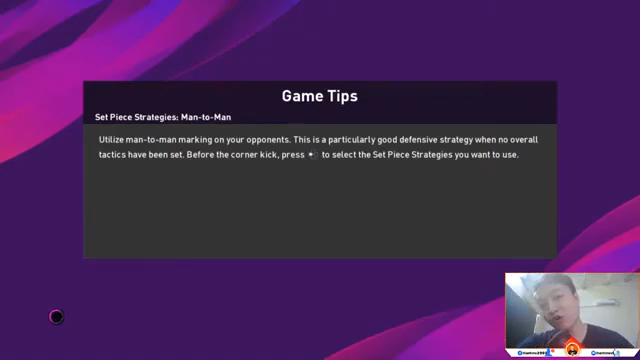 Game Tips
Set Piece Strategies: Man-to-Man
Utilize man-to-man marking on your opponents. This is a particularly good defensive strategy when no overall
tactics have been set. Before the corner kick, press to select the Set Piece Strategies you want to use.